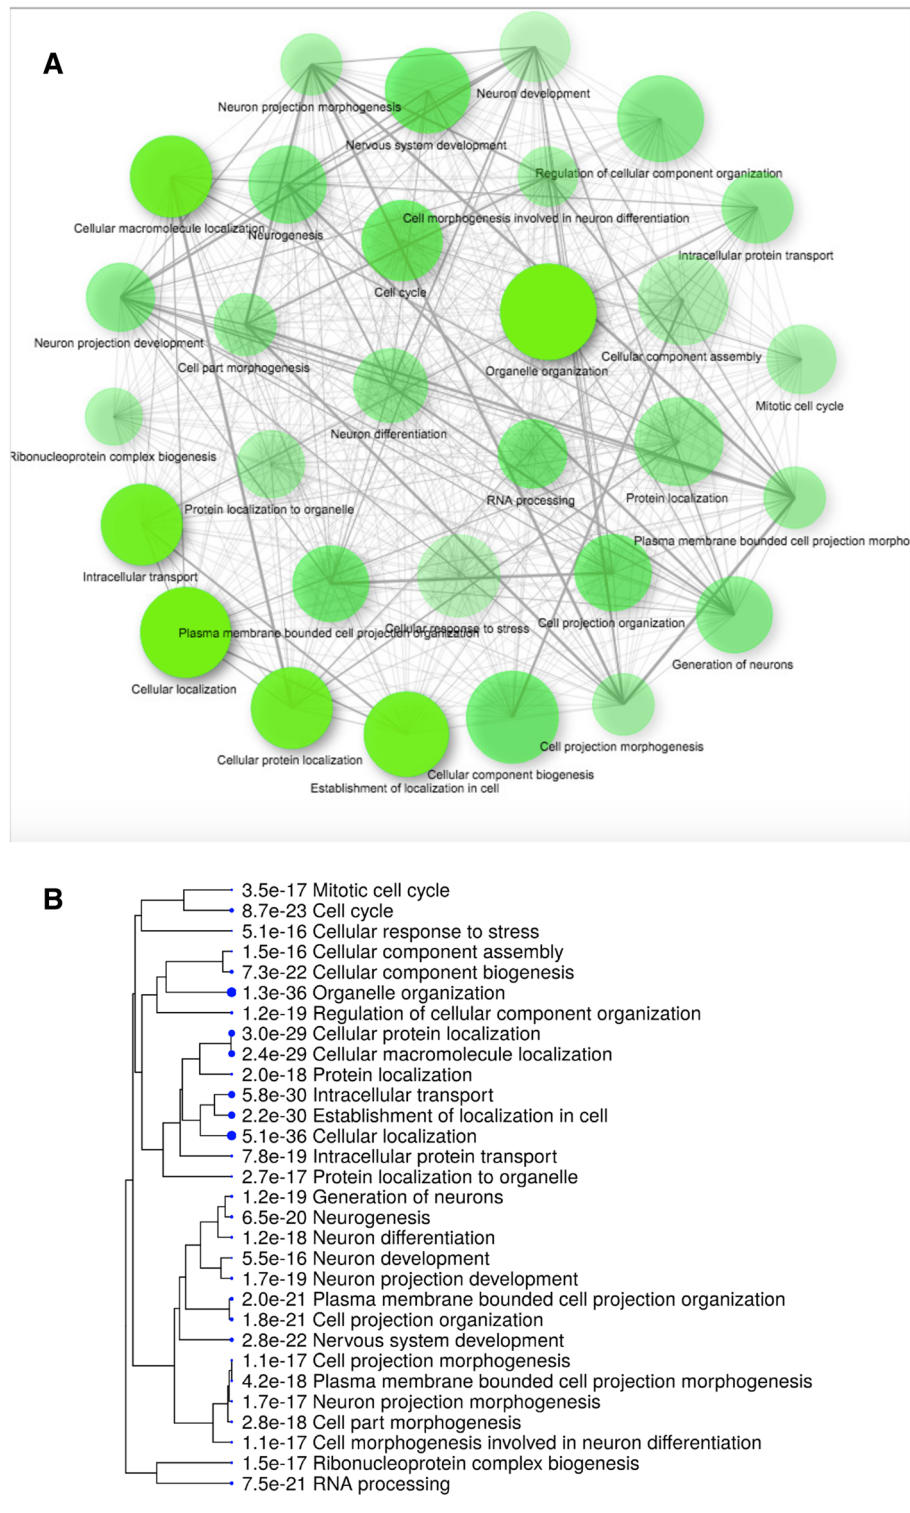 A
Neuron projection morphogenesis
Neuron development
Nervous system development
Regulation of cellular component organization
Cellular macromolecule localization
Neurogenesis
Cell morphogenesis involved in neuron differentiation
Intracellular protein transport
Cell cycle
Neuron projection development
Cell part morphogenesis
Organelle organization
Cellular component assembly
Mitotic cell cycle
Neuron differentiation
Ribonucleoprotein complex biogenesis
Protein localization to organelle
RNA processing
Protein localization
Plasma membrane bounded cell projection morpho
Intracellular transport
Plasma membrane bounded cell projection organization
Cellular response to stress
Cell projection organization
Generation of neurons
Cellular localization
Cellular protein localization
Cell projection morphogenesis
Cellular component biogenesis
Establishment of localization in cell
B
3.5e-17 Mitotic cell cycle
8.7e-23 Cell cycle
5.1e-16 Cellular response to stress
1.5e-16 Cellular component assembly
7.3e-22 Cellular component biogenesis
1.3e-36 Organelle organization
1.2e-19 Regulation of cellular component organization
3.0e-29 Cellular protein localization
2.4e-29 Cellular macromolecule localization
2.0e-18 Protein localization
5.8e-30 Intracellular transport
2.2e-30 Establishment of localization in cell
5.1e-36 Cellular localization
7.8e-19 Intracellular protein transport
2.7e-17 Protein localization to organelle
1.2e-19 Generation of neurons
6.5e-20 Neurogenesis
1.2e-18 Neuron differentiation
5.5e-16 Neuron development
1.7e-19 Neuron projection development
2.0e-21 Plasma membrane bounded cell projection organization
1.8e-21 Cell projection organization
2.8e-22 Nervous system development
1.1e-17 Cell projection morphogenesis
4.2e-18 Plasma membrane bounded cell projection morphogenesis
1.7e-17 Neuron projection morphogenesis
2.8e-18 Cell part morphogenesis
1.1e-17 Cell morphogenesis involved in neuron differentiation
1.5e-17 Ribonucleoprotein complex biogenesis
7.5e-21 RNA processing